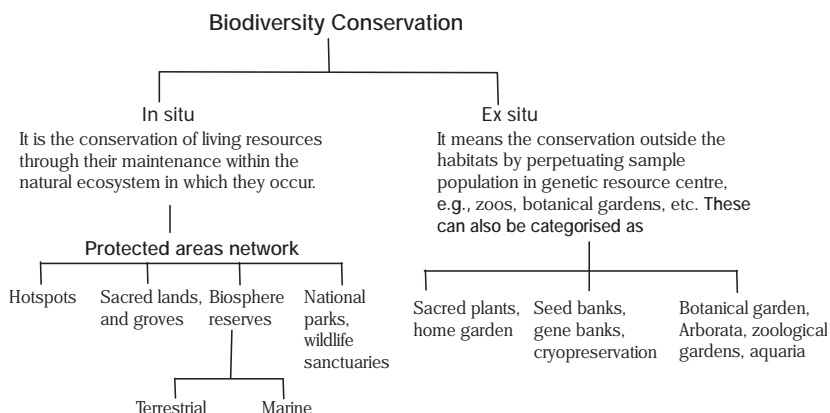 Biodiversity Conservation
In situ
It is the conservation of living resources
through their maintenance within the
natural ecosystem in which they occur.
Protected areas network
Hotspots
Sacred lands,
and groves
Biosphere
reserves
National
parks,
wildlife
sanctuaries
Terrestrial
Marine
Ex situ
It means the conservation outside the
habitats by perpetuating sample
population in genetic resource centre,
e.g., zoos, botanical gardens, etc. These
can also be categorised as
Sacred plants,
home garden
Seed banks,
gene banks,
cryopreservation
Botanical garden,
Arborata, zoological
gardens, aquaria